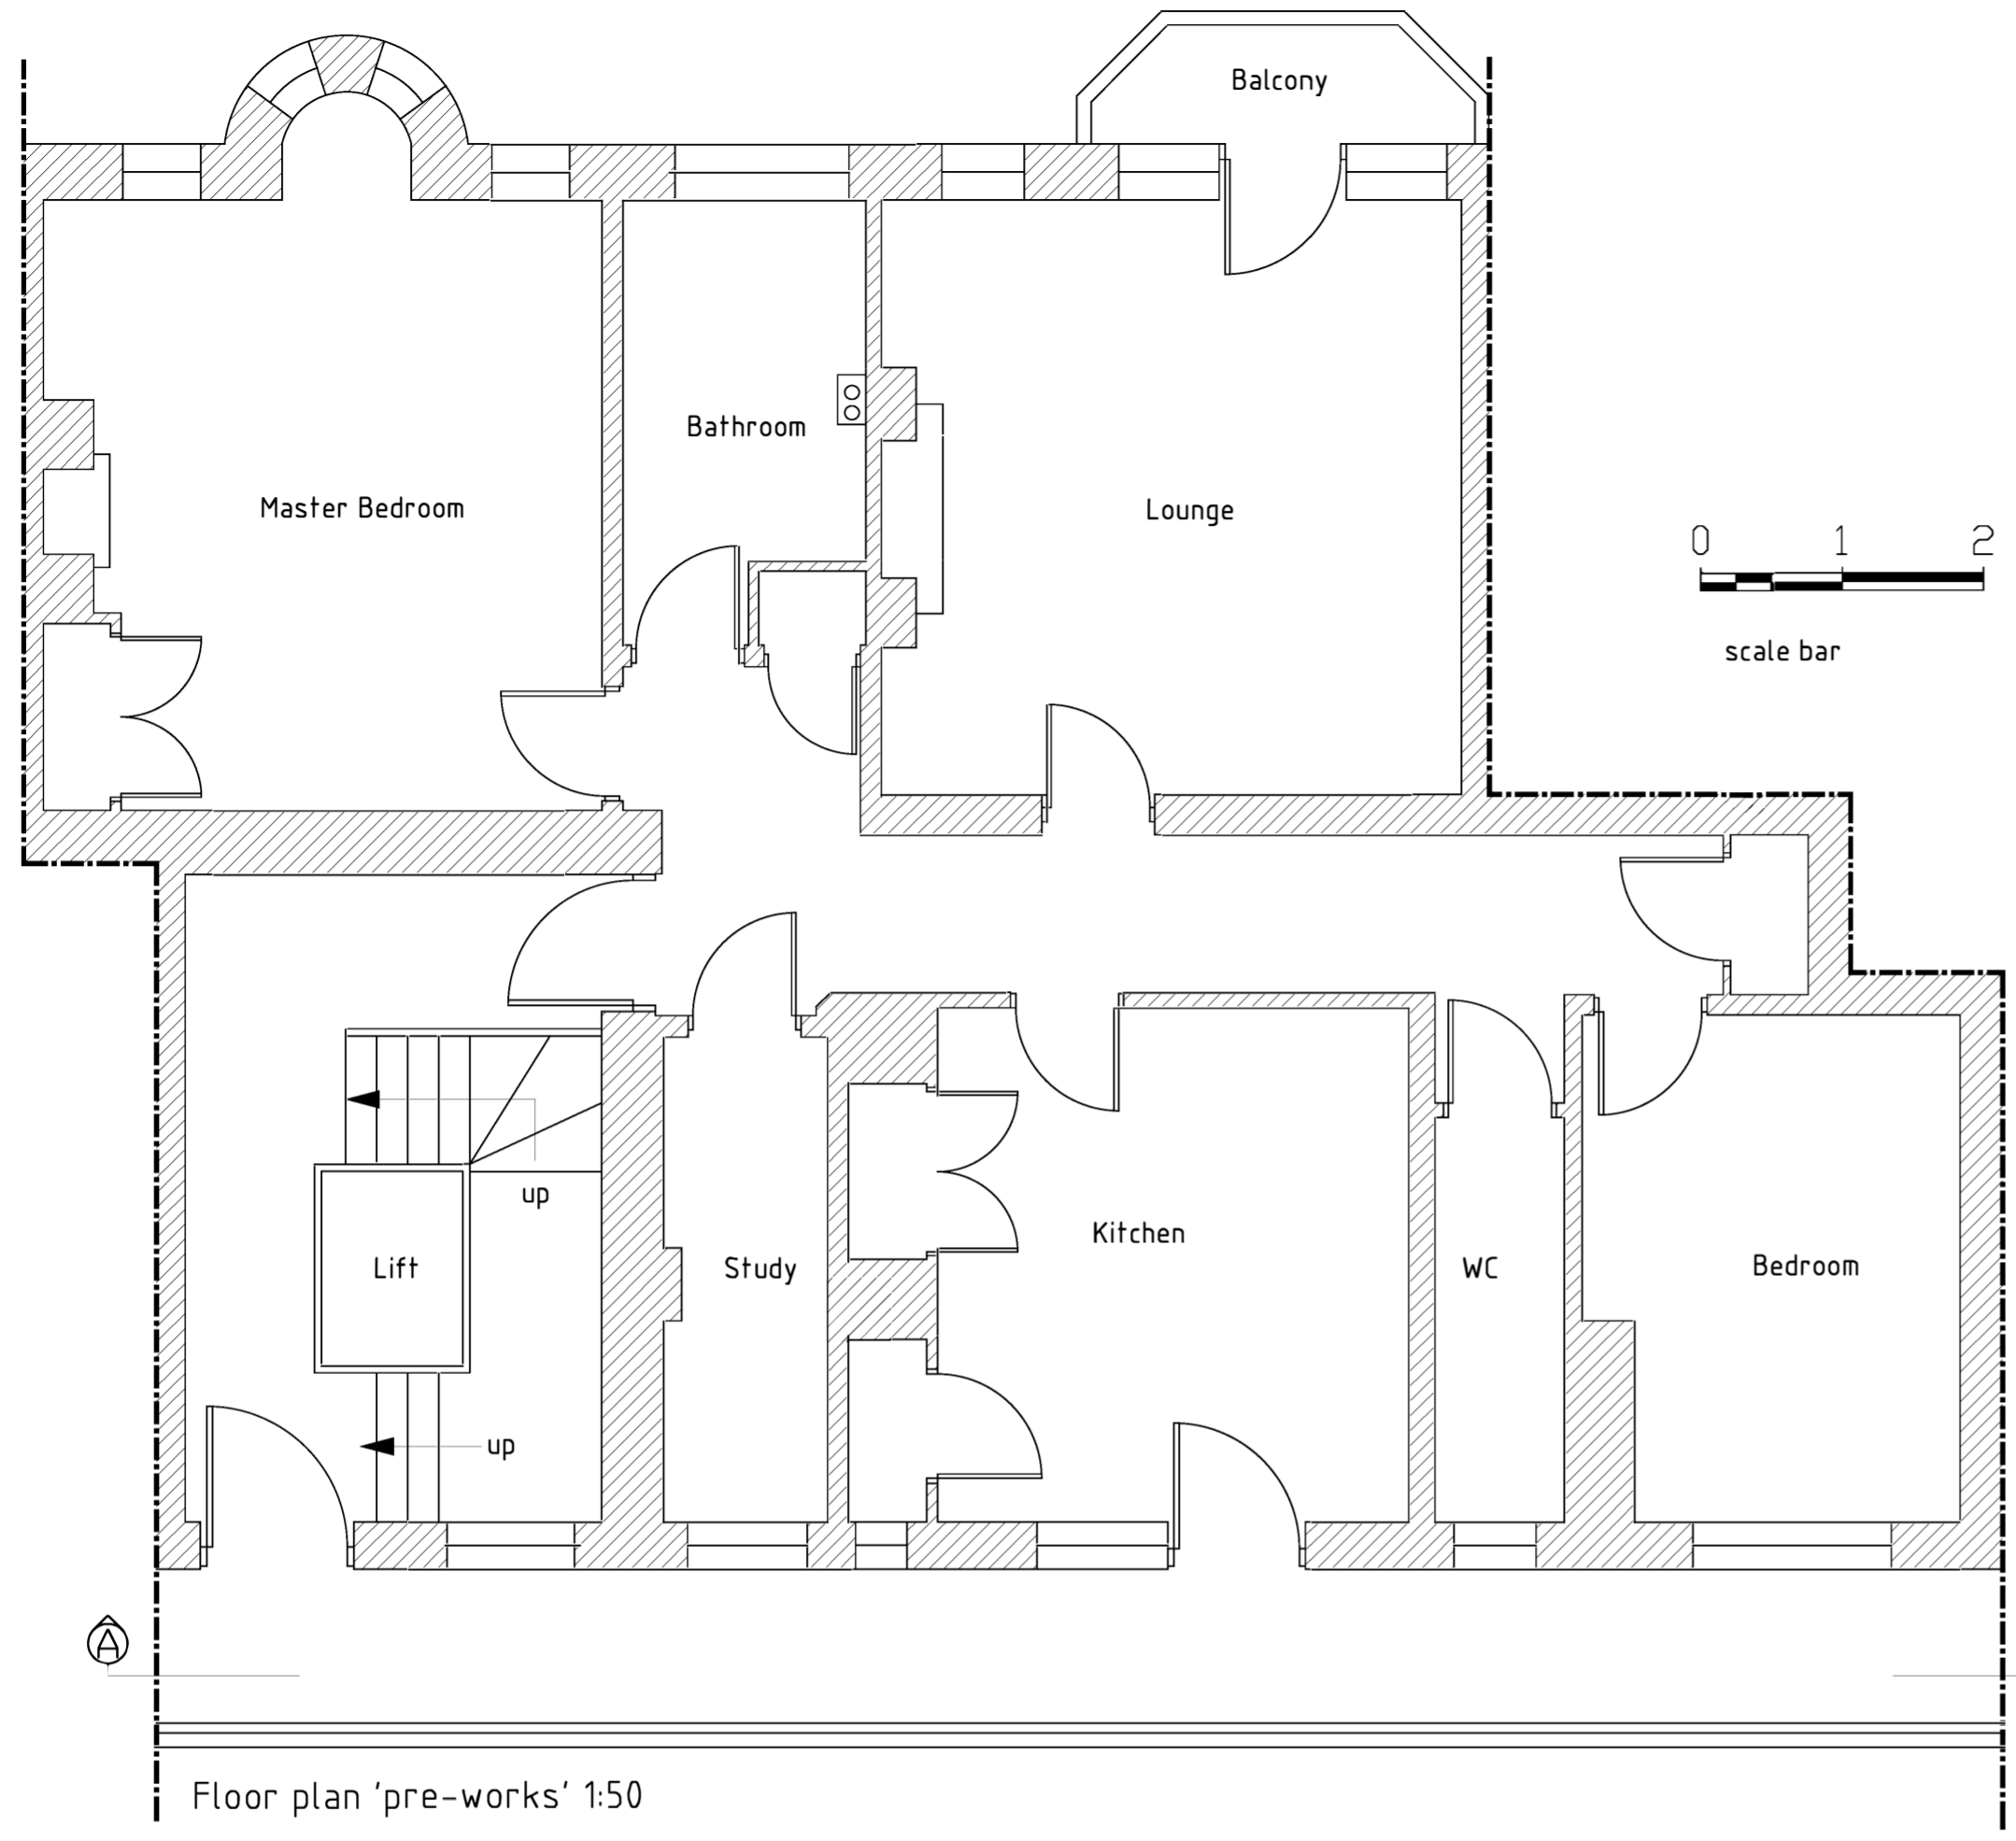 Balcony
Bathroom
Master Bedroom
Lounge
0 1 2
scale bar
up
Kitchen
Lift
Study
WC
Bedroom
up
A
Floor plan 'pre-works' 1:50